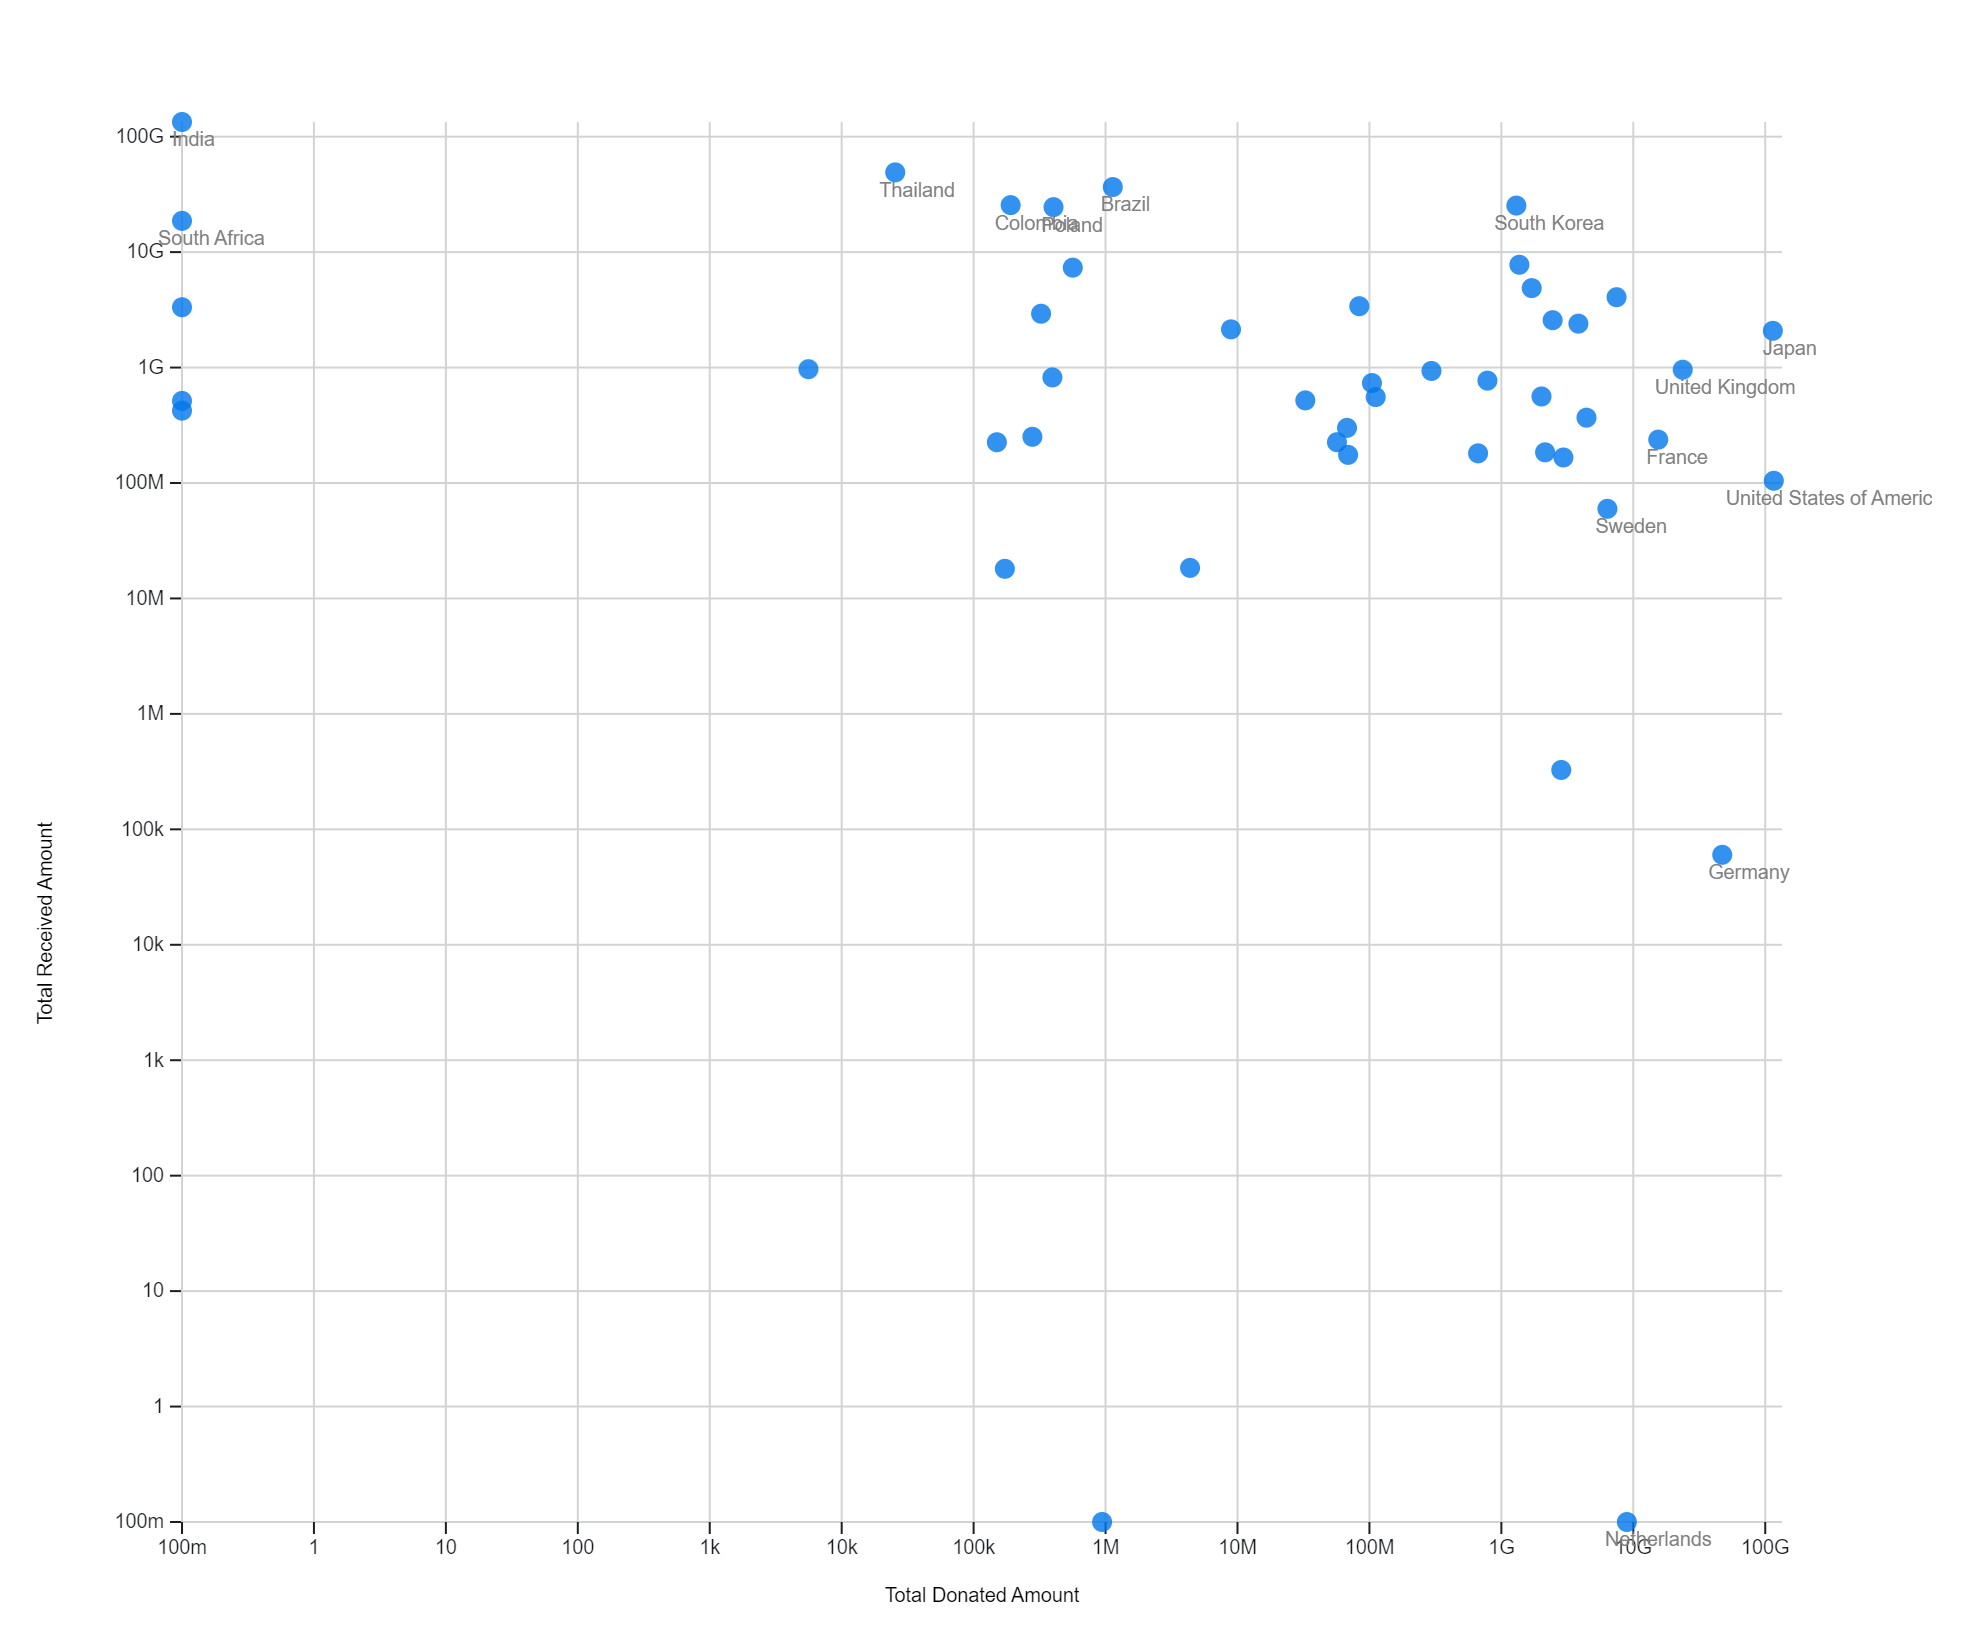 100G
India
Thailand
Brazil
Colombia
Poland
South Korea
South Africa
10G
Japan
1G
United Kingdom
France
100M
United States of Americ
Sweden
10M
1M
100k
Germany
10k
1k
100
10
1
100m
Netherlands
100m 1 10 100 1k 10k 100k 1M 10M 100M 1G 10G 100G
Total Donated Amount
Total Received Amount